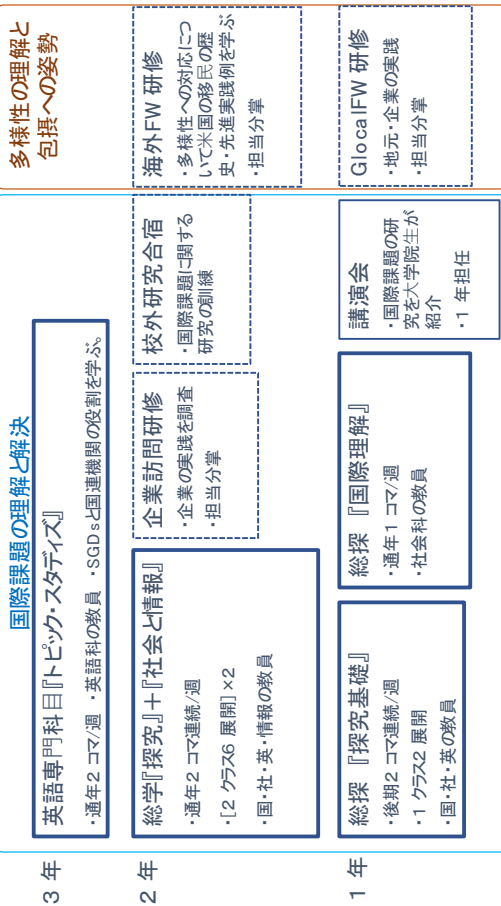 国際課題の理解と解決
多様性の理解と
包摂への姿勢
3 年
英語専門科目『トピック・スタディズ』
・通年2 コマ/週 ・英語科の教員 ・SGDsと国連機関の役割を学ぶ。
2 年
総学『探究』＋『社会と情報』
・通年2 コマ連続/週
・[2 クラス6 展開]×2
・国・社・英・情報の教員
企業訪問研修
・企業の実践を調査
・担当分掌
校外研究合宿
・国際課題に関する
研究の訓練
海外FW 研修
・多様性への対応につ
いて米国の移民の歴
史・先進実践例を学ぶ
・担当分掌
1 年
総探 『探究基礎』
・後期2 コマ連続/週
・1 クラス2 展開
・国・社・英の教員
総探 『国際理解』
・通年1 コマ/週
・社会科の教員
講演会
・国際課題の研
究を大学院生が
紹介
・1 年担任
GlocalFW 研修
・地元・企業の実践
・担当分掌